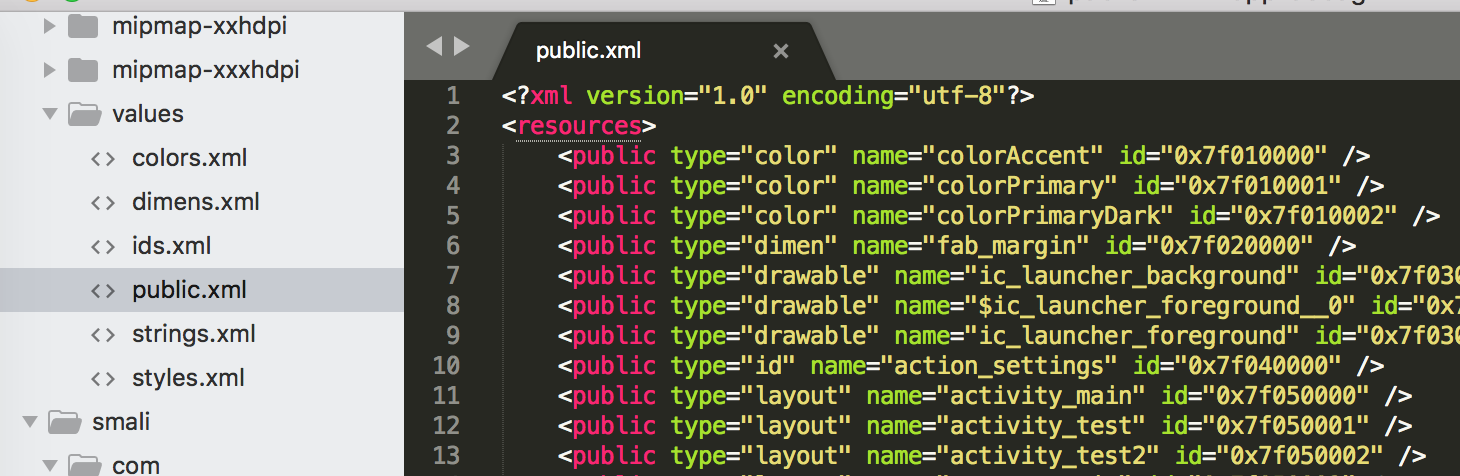 mipmap-xxhdpi
mipmap-xxxhdpi
values
<> colors.xml
<> dimens.xml
<> ids.xml
<> public.xml
<> strings.xml
<> styles.xml
smali
com
public.xml ×
1 <?xml version="1.0" encoding="utf-8"?>
2 <resources>
3 <public type="color" name="colorAccent" id="0x7f010000" />
4 <public type="color" name="colorPrimary" id="0x7f010001" />
5 <public type="color" name="colorPrimaryDark" id="0x7f010002" />
6 <public type="dimen" name="fab_margin" id="0x7f020000" />
7 <public type="drawable" name="ic_launcher_background" id="0x7f030
8 <public type="drawable" name="$ic_launcher_foreground__0" id="0x7
9 <public type="drawable" name="ic_launcher_foreground" id="0x7f030
10 <public type="id" name="action_settings" id="0x7f040000" />
11 <public type="layout" name="activity_main" id="0x7f050000" />
12 <public type="layout" name="activity_test" id="0x7f050001" />
13 <public type="layout" name="activity_test2" id="0x7f050002" />